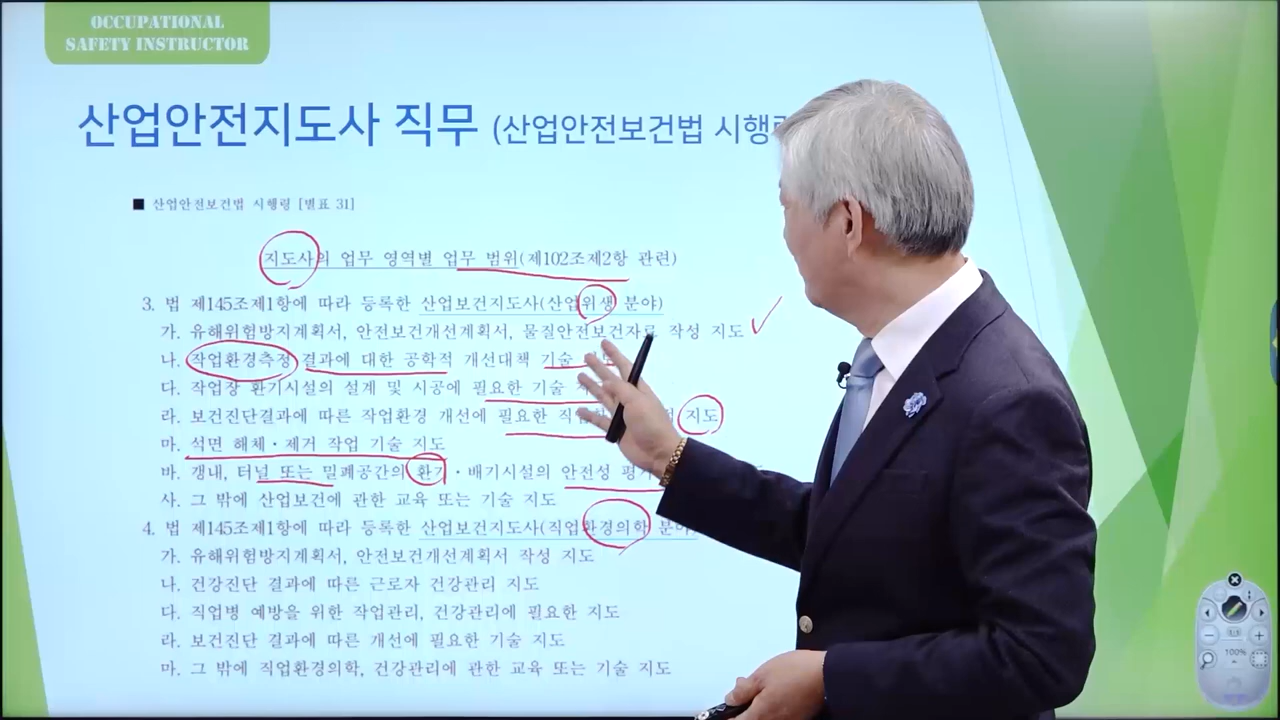 OCCUPATIONAL
SAFETY INSTRUCTOR
산업안전지도사 직무 (산업안전보건법 시행
■ 산업안전보건법 시행령 [별표 31]
지도사의 업무 영역별 업무 범위(제102조제2항 관련)
3. 법 제145조제1항에 따라 등록한 산업보건지도사(산업위생 분야)
가. 유해위험방지계획서, 안전보건개선계획서, 물질안전보건자료 작성 지도
나. 작업환경측정 결과에 대한 공학적 개선대책 기술
다. 작업장 환기시설의 설계 및 시공에 필요한 기술
라. 보건진단결과에 따른 작업환경 개선에 필요한 지도
마. 석면 해체·제거 작업 기술 지도
바. 갱내, 터널 또는 밀폐공간의 환기·배기시설의 안전성 평가
사. 그 밖에 산업보건에 관한 교육 또는 기술 지도
4. 법 제145조제1항에 따라 등록한 산업보건지도사(직업환경의학 분야)
가. 유해위험방지계획서, 안전보건개선계획서 작성 지도
나. 건강진단 결과에 따른 근로자 건강관리 지도
다. 직업병 예방을 위한 작업관리, 건강관리에 필요한 지도
라. 보건진단 결과에 따른 개선에 필요한 기술 지도
마. 그 밖에 직업환경의학, 건강관리에 관한 교육 또는 기술 지도
100%